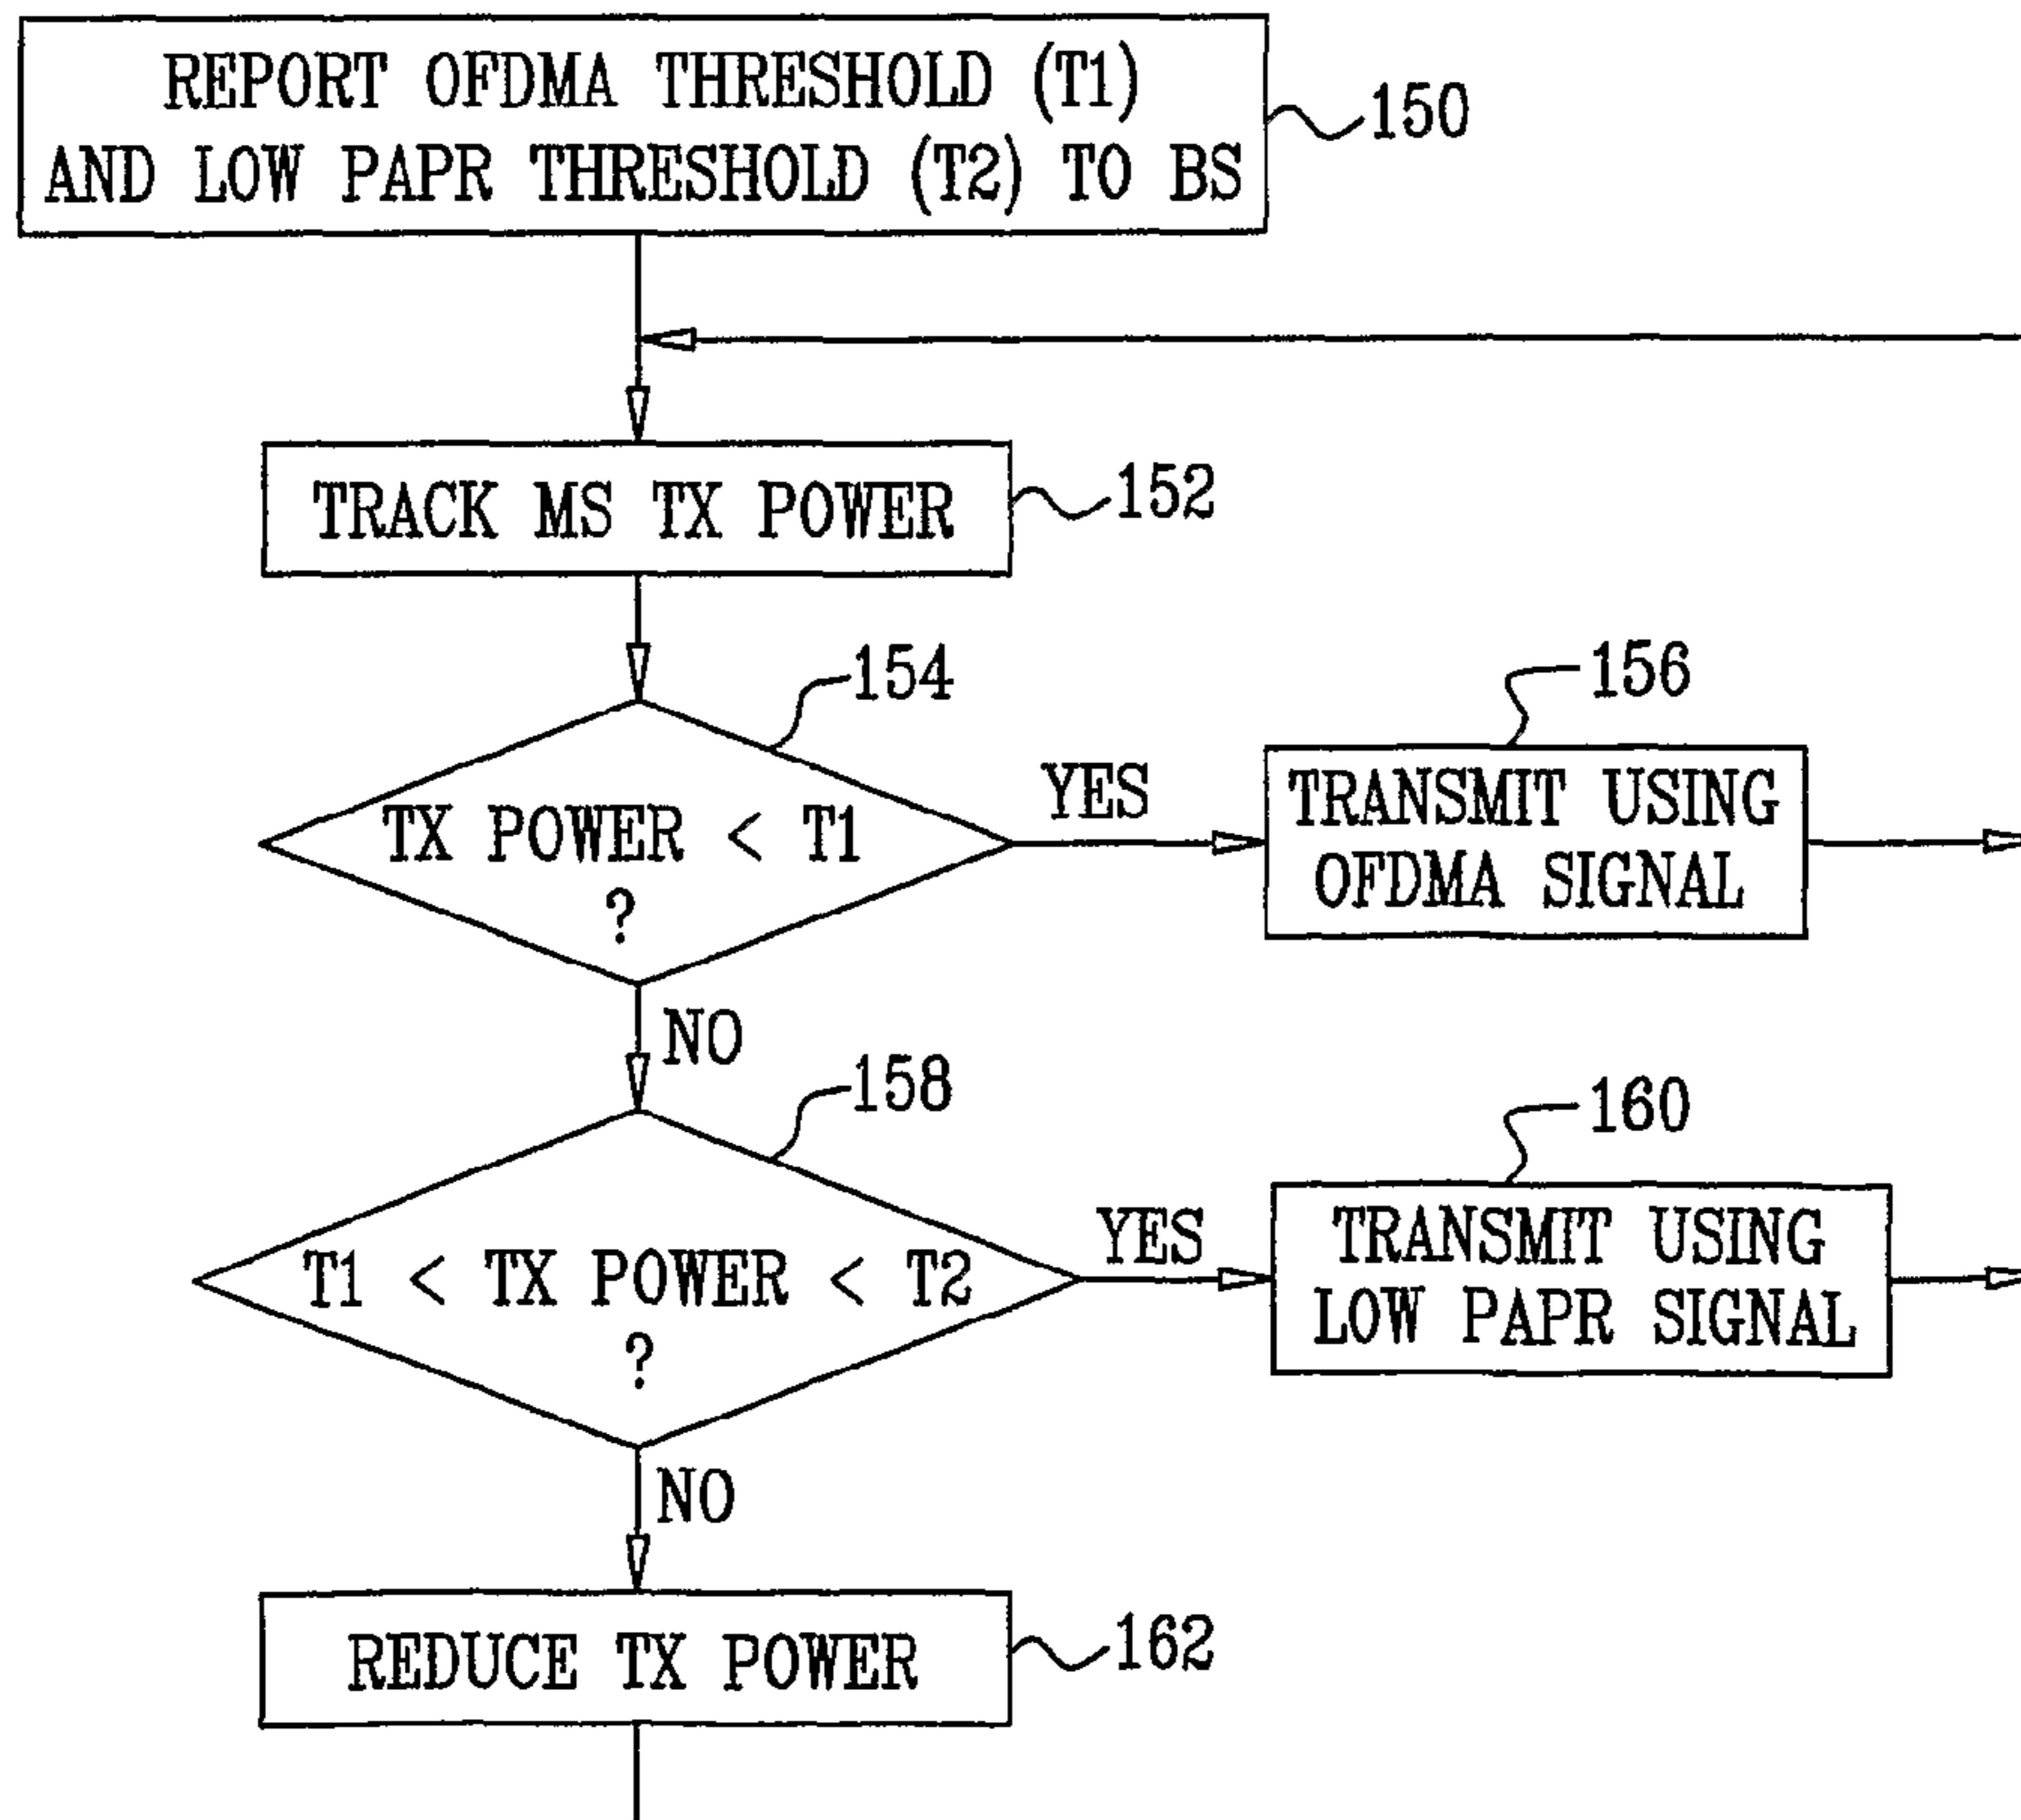 REPORT OFDMA THRESHOLD (T1)
AND LOW PAPR THRESHOLD (T2) TO BS
150
TRACK MS TX POWER
152
154
TX POWER < T1
?
YES
156
TRANSMIT USING
OFDMA SIGNAL
NO
158
T1 < TX POWER < T2
?
YES
160
TRANSMIT USING
LOW PAPR SIGNAL
NO
REDUCE TX POWER
162